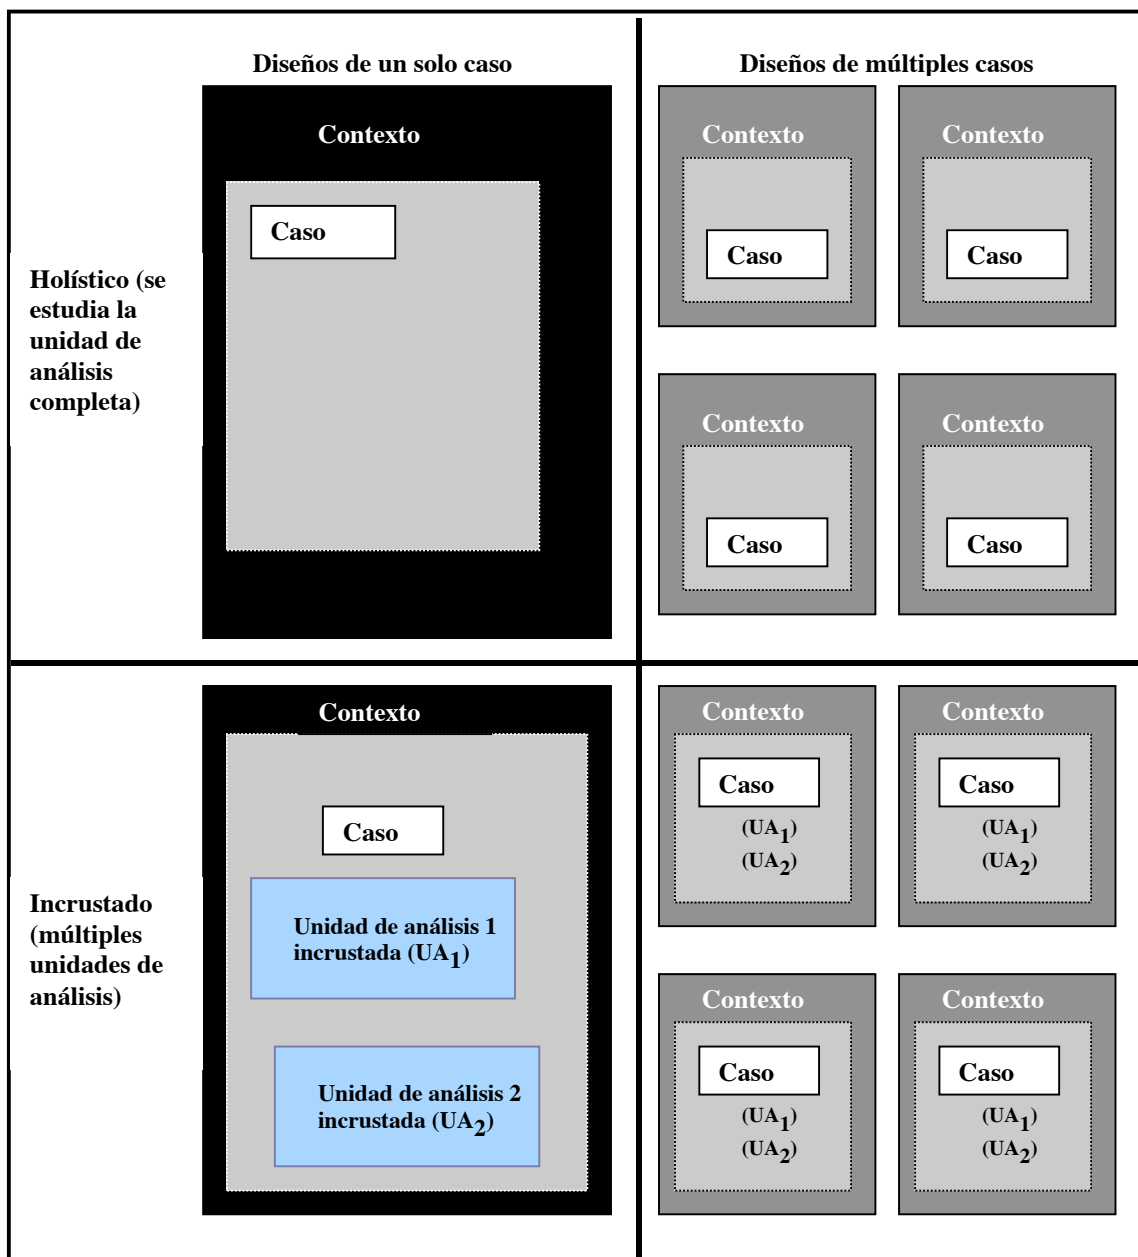 Diseños de un solo caso
Diseños de múltiples casos
Contexto
Caso
Holístico (se
estudia la
unidad de
análisis
completa)
Contexto
Caso
Contexto
Caso
Contexto
Caso
Contexto
Caso
Incrustado
(múltiples
unidades de
análisis)
Contexto
Caso
Unidad de análisis 1
incrustada (UA1)
Unidad de análisis 2
incrustada (UA2)
Contexto
Caso
(UA1)
(UA2)
Contexto
Caso
(UA1)
(UA2)
Contexto
Caso
(UA1)
(UA2)
Contexto
Caso
(UA1)
(UA2)